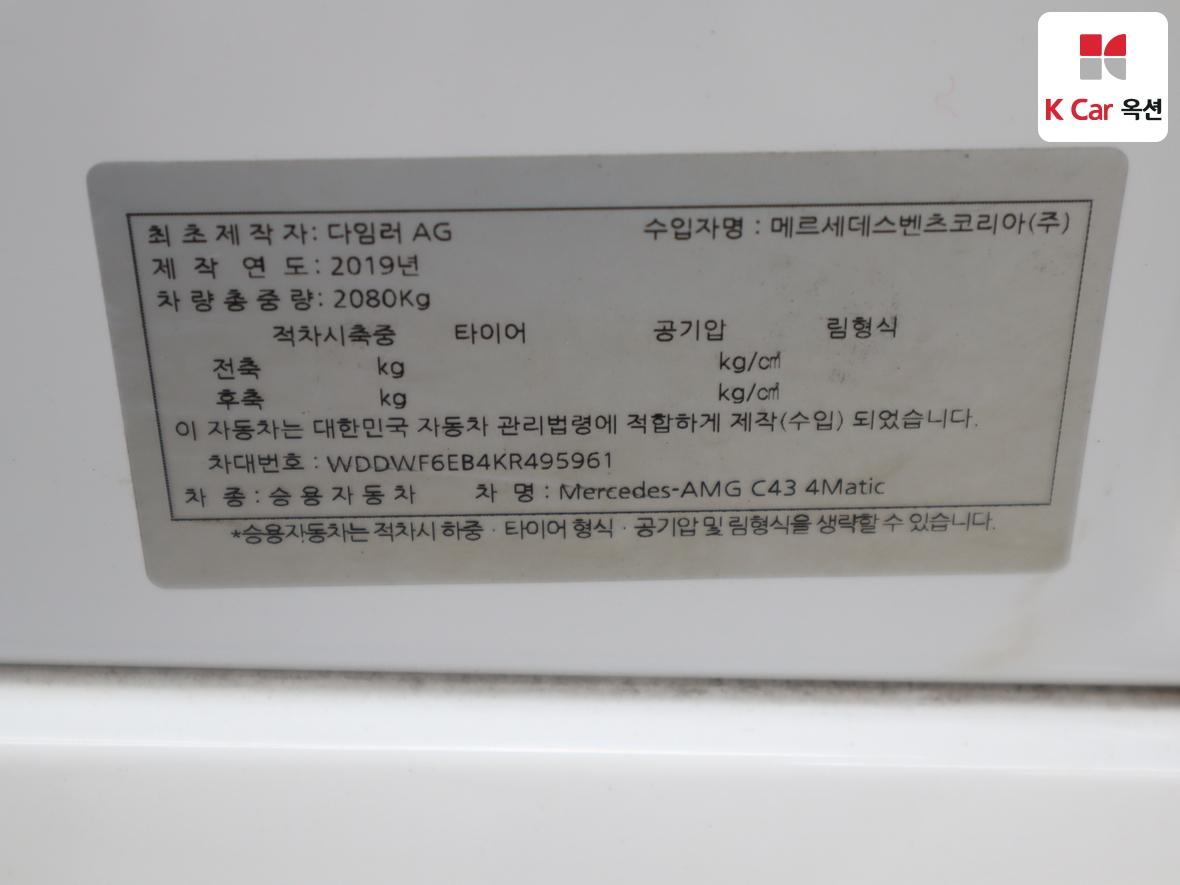 K Car 옥션
최 초 제 작 자: 다임러 AG 수입자명 : 메르세데스벤츠코리아(주)
제 작 연 도: 2019년
차 량 총 중 량: 2080Kg
적차시축중 타이어 공기압 림형식
전축 kg kg/㎠
후축 kg kg/㎠
이 자동차는 대한민국 자동차 관리법령에 적합하게 제작(수입) 되었습니다.
차대번호 : WDDWF6EB4KR495961
차 종 : 승 용 자 동 차 차 명 : Mercedes-AMG C43 4Matic
*승용자동차는 적차시 하중 · 타이어 형식 · 공기압 및 림형식을 생략할 수 있습니다.